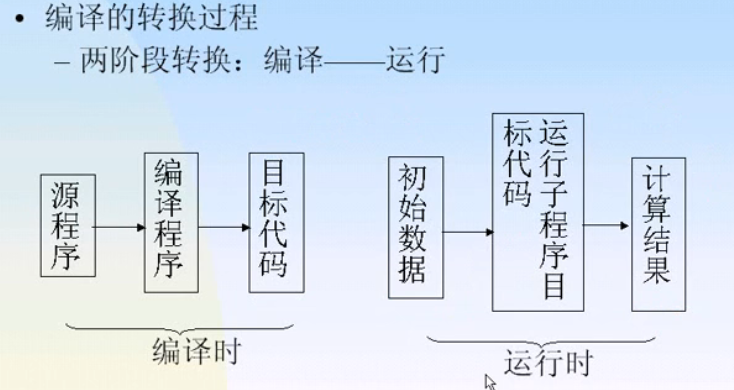 • 编译的转换过程
– 两阶段转换：编译——运行
源程序
编译程序
目标代码
初始数据
运行子程序目
标代码
计算结果
编译时
运行时